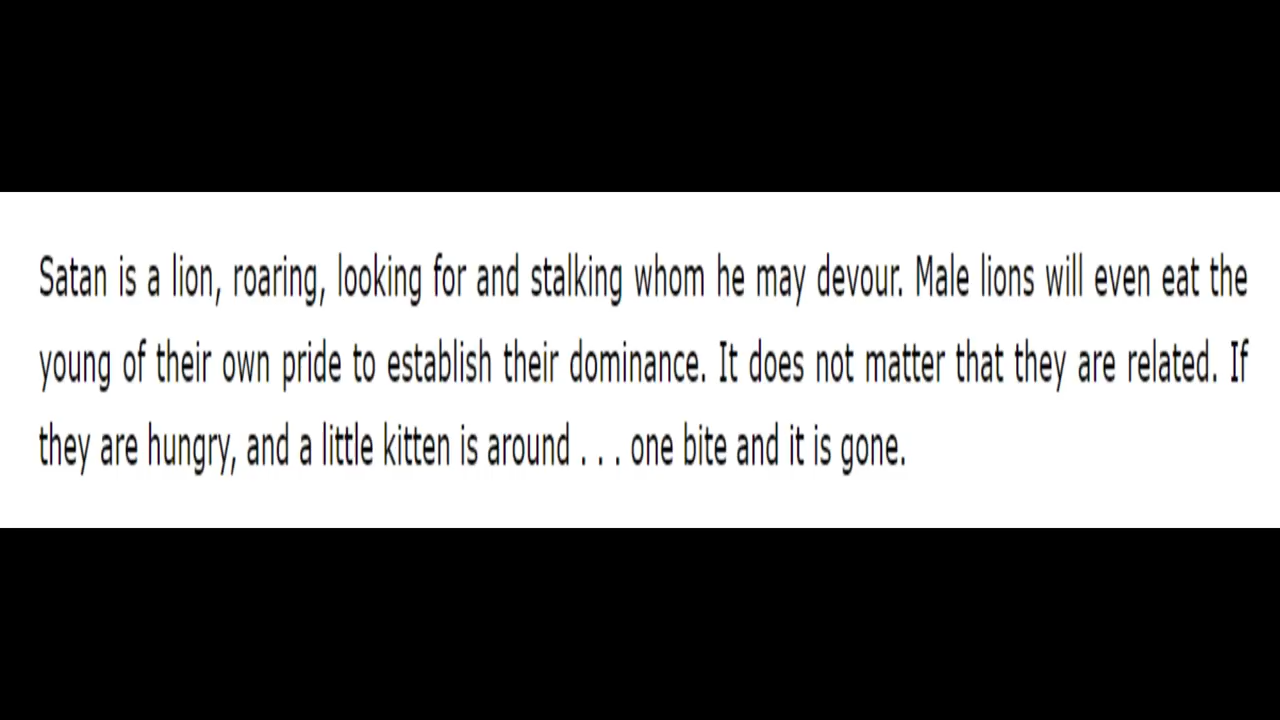 Satan is a lion, roaring, looking for and stalking whom he may devour. Male lions will even eat the
young of their own pride to establish their dominance. It does not matter that they are related. If
they are hungry, and a little kitten is around . . . one bite and it is gone.